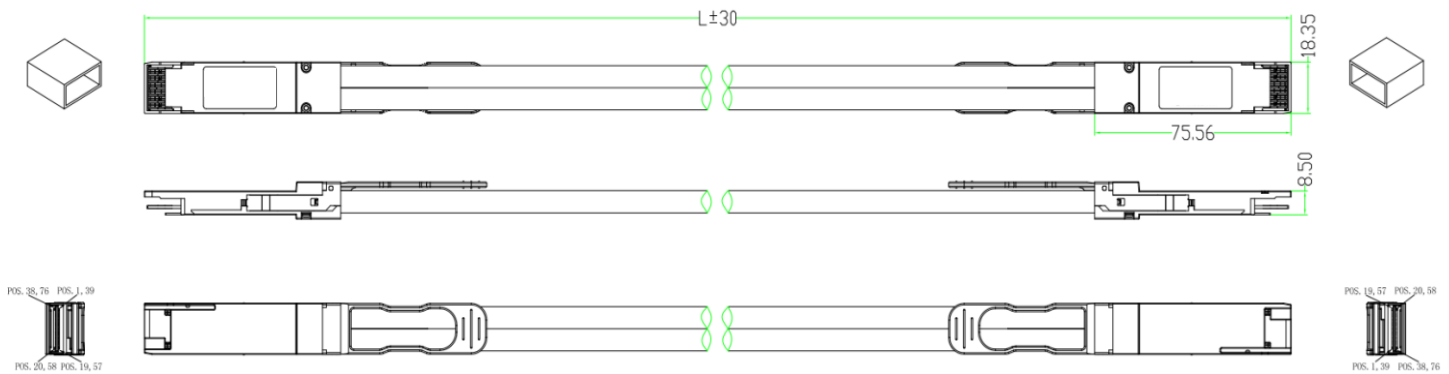 L±30
18.35
75.56
8.50
POS.38,76 POS.1,39
POS.20,58 POS.19,57
POS.19,57 POS.20,58
POS.1,39 POS.38,76